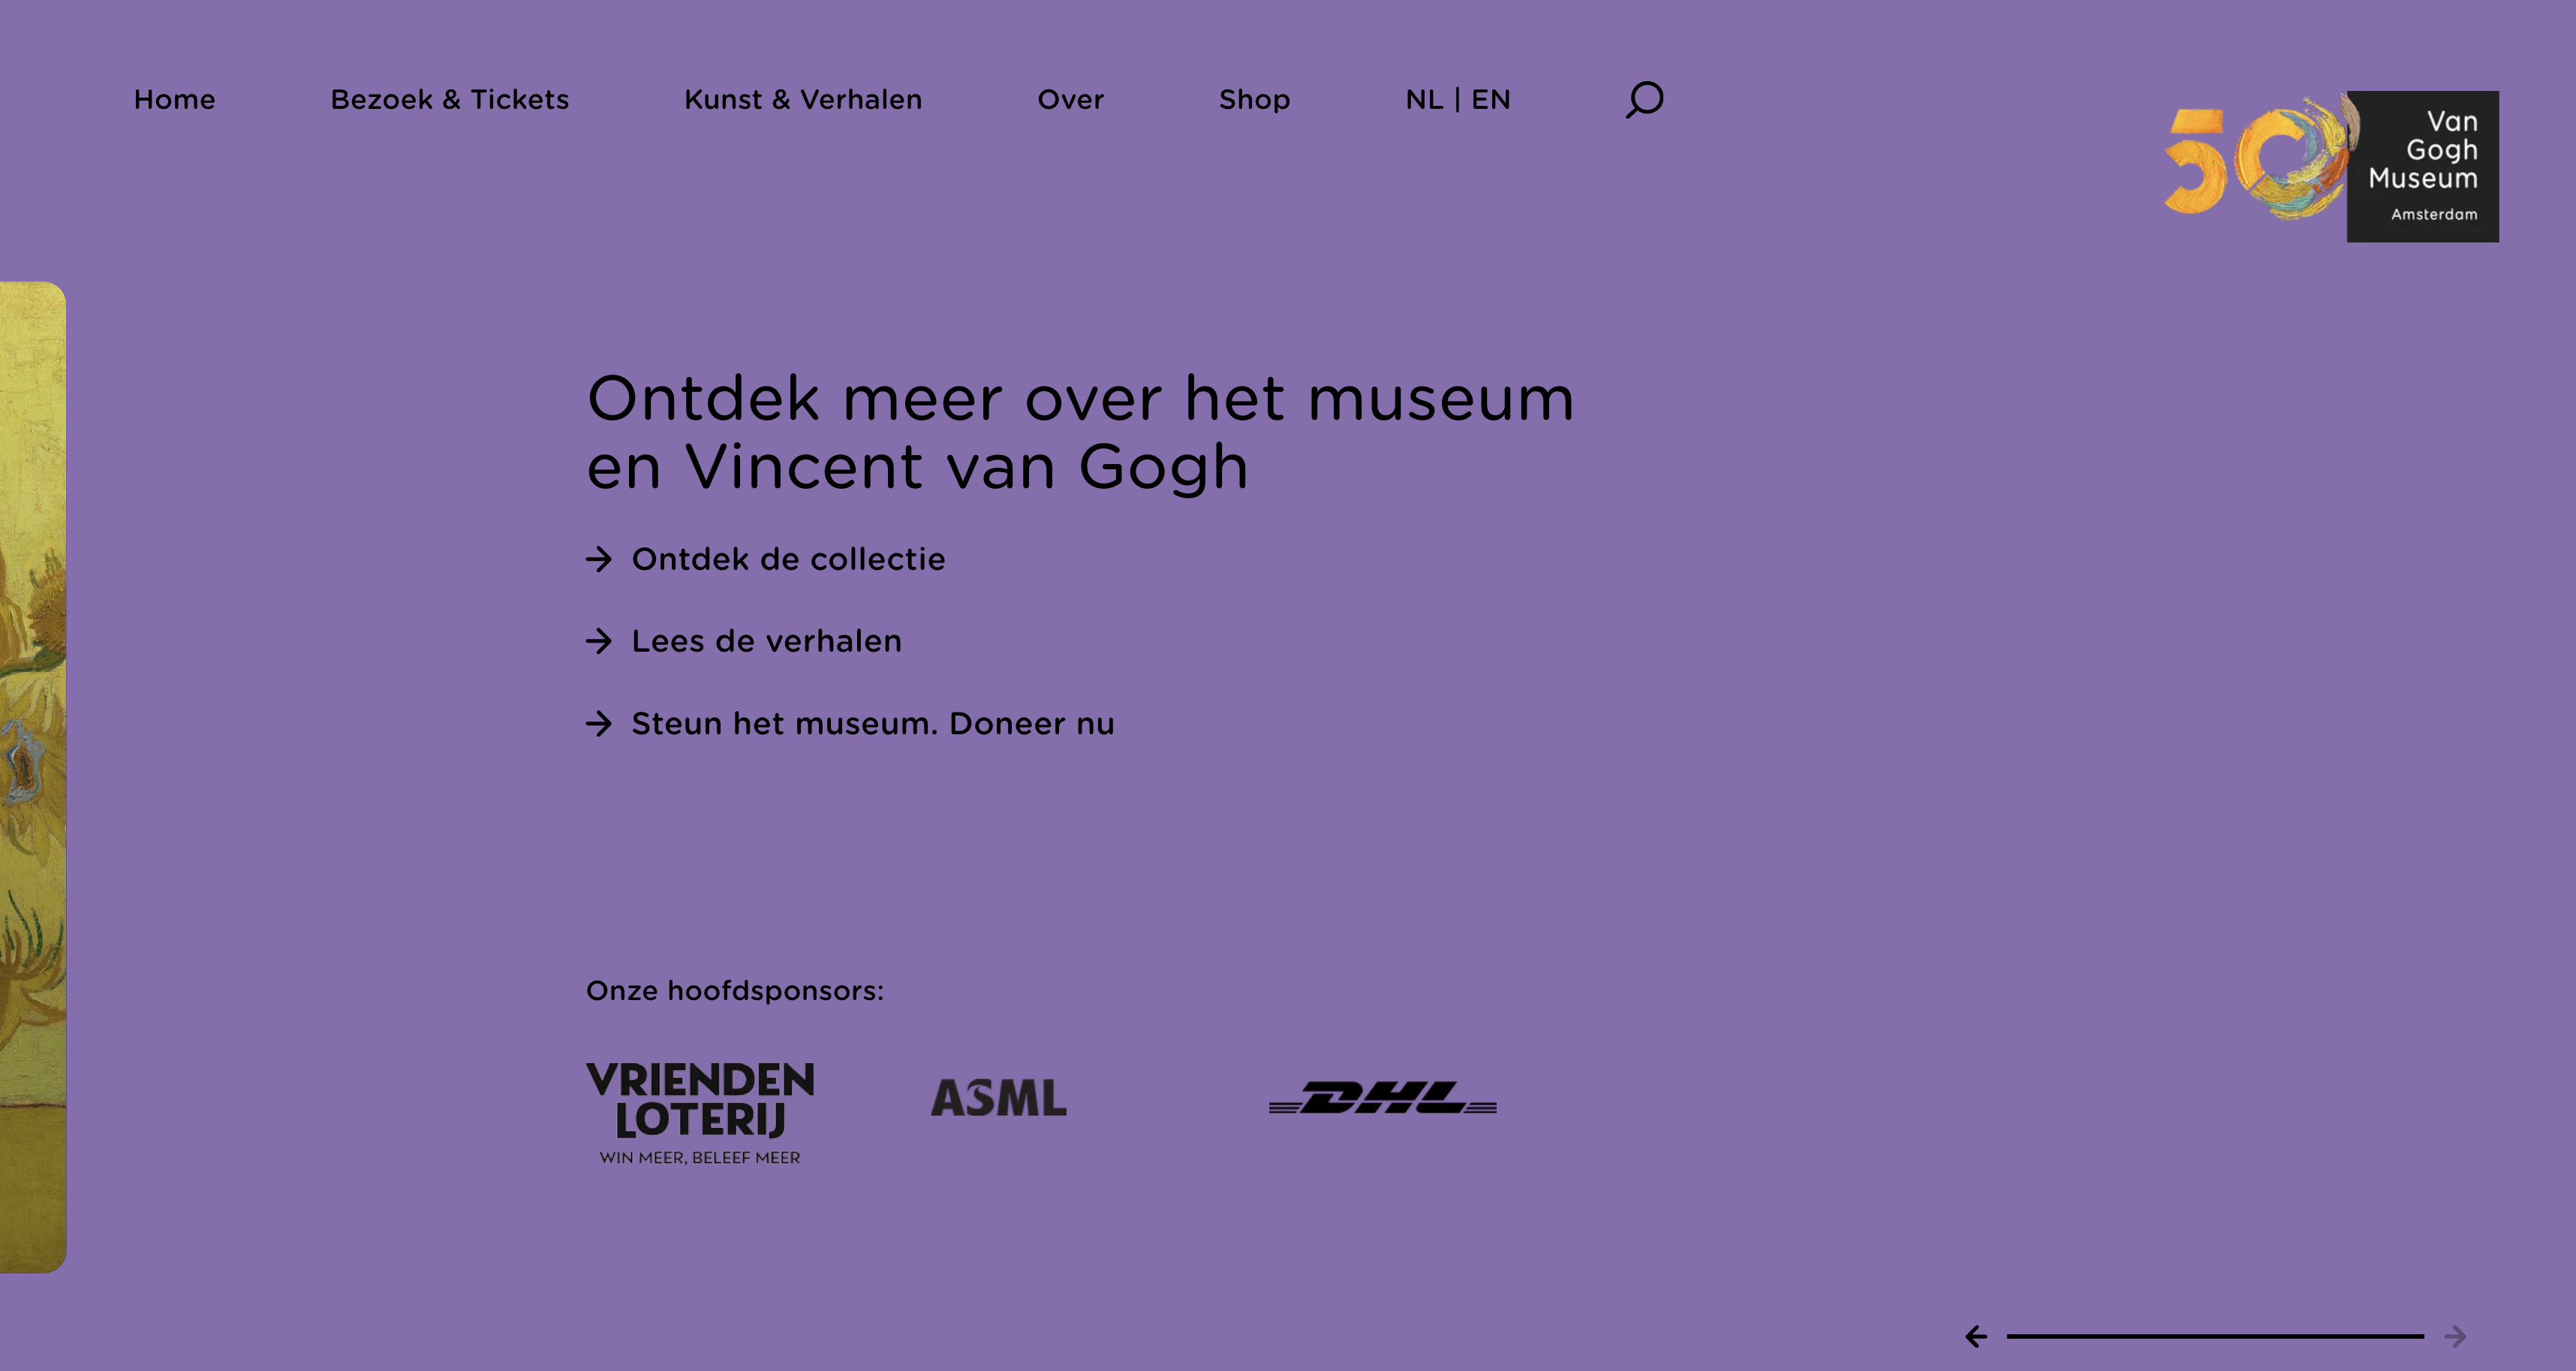 Home
Bezoek & Tickets
Kunst & Verhalen
Over
Shop
NL | EN
50
Van
Gogh
Museum
Amsterdam
Ontdek meer over het museum
en Vincent van Gogh
Ontdek de collectie
Lees de verhalen
Steun het museum. Doneer nu
Onze hoofdsponsors:
VRIENDEN
LOTERIJ
WIN MEER, BELEEF MEER
ASML
DHL